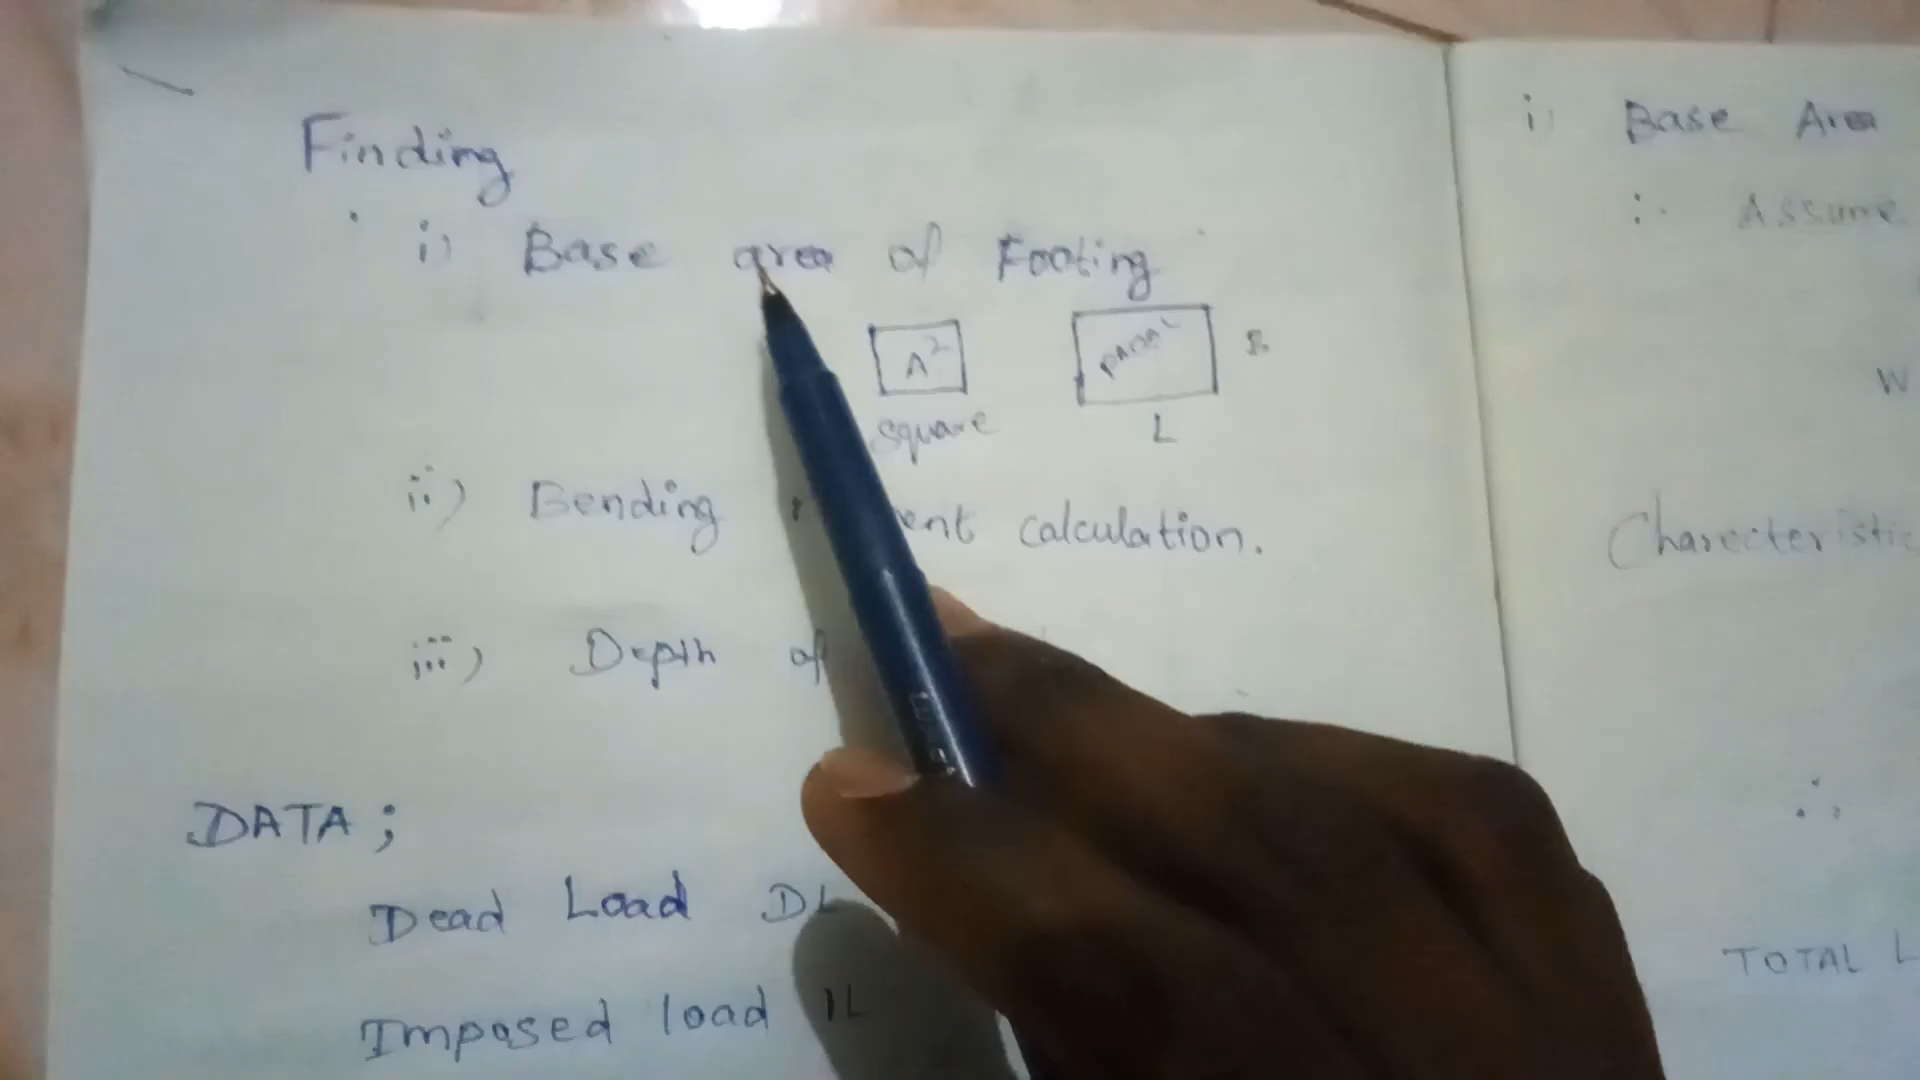 Finding
i) Base area of Footing
A²
B
square
L
ii) Bending ent calculation.
iii) Depth of
DATA ;
Dead Load DL
Imposed load IL
i) Base Area
:. Assume
W
Charecteristic
∴
TOTAL L